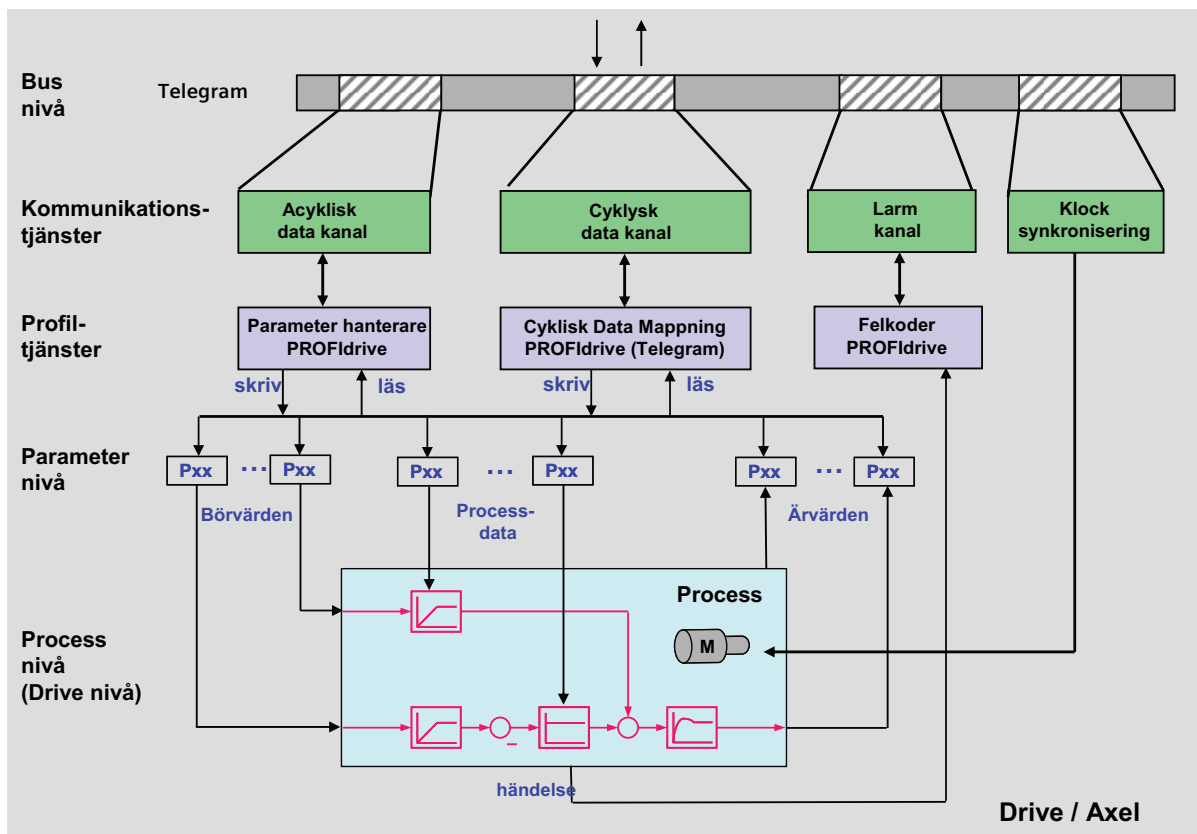 Bus
nivå
Telegram
Kommunikations-
tjänster
Acyklisk
data kanal
Cyklysk
data kanal
Larm
kanal
Klock
synkronisering
Profil-
tjänster
Parameter hanterare
PROFIdrive
Cyklisk Data Mappning
PROFIdrive (Telegram)
Felkoder
PROFIdrive
skriv
läs
skriv
läs
Parameter
nivå
Pxx ... Pxx
Pxx ... Pxx
Pxx ... Pxx
Börvärden
Process-
data
Ärvärden
Process
nivå
(Drive nivå)
Process
M
händelse
Drive / Axel